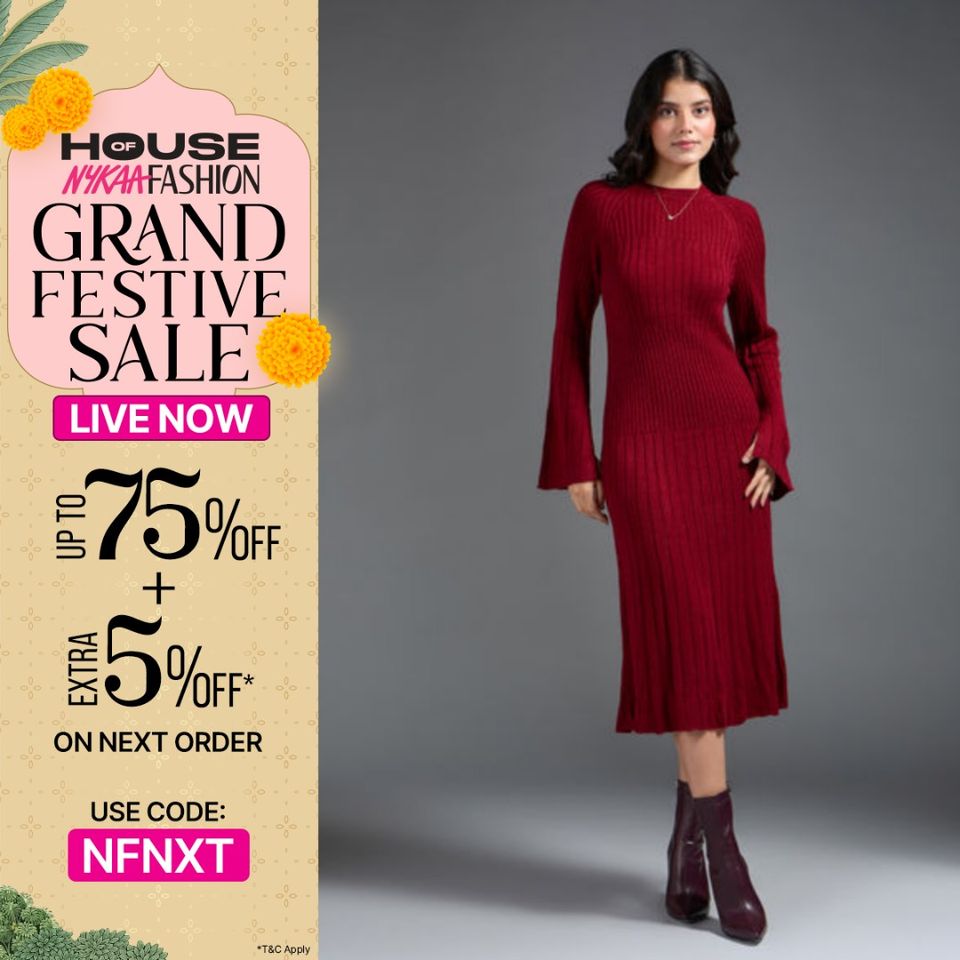 HOUSE OF
NYKAA FASHION
GRAND
FESTIVE
SALE
LIVE NOW
UP TO 75% OFF
+
EXTRA 5% OFF*
ON NEXT ORDER
USE CODE:
NFNXT
*T&C Apply